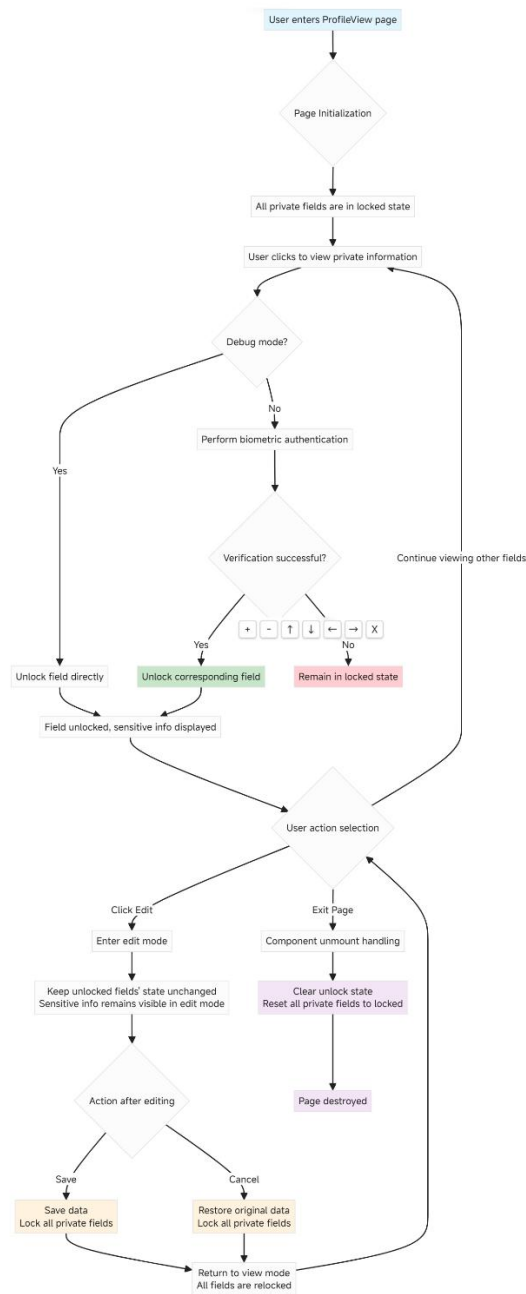 User enters ProfileView page
Page Initialization
All private fields are in locked state
User clicks to view private information
Debug mode?
No
Perform biometric authentication
Yes
Verification successful?
Continue viewing other fields
+ - ↑ ↓ ← → X
Yes
No
Unlock field directly
Unlock corresponding field
Remain in locked state
Field unlocked, sensitive info displayed
User action selection
Click Edit
Exit Page
Enter edit mode
Component unmount handling
Keep unlocked fields' state unchanged
Sensitive info remains visible in edit mode
Clear unlock state
Reset all private fields to locked
Action after editing
Page destroyed
Save
Cancel
Save data
Lock all private fields
Restore original data
Lock all private fields
Return to view mode
All fields are relocked